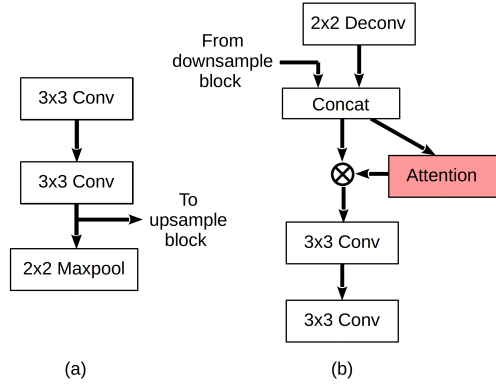 3x3 Conv
3x3 Conv
To
upsample
block
2x2 Maxpool
(a)
2x2 Deconv
From
downsample
block
Concat
Attention
3x3 Conv
3x3 Conv
(b)